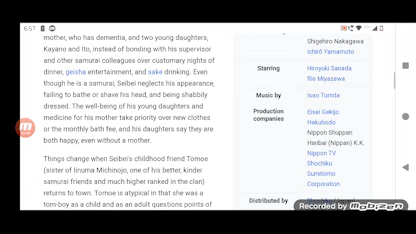 6:57
mother, who has dementia, and two young daughters,
Kayano and Ito, instead of bonding with his supervisor
and other samurai colleagues over customary nights of
dinner, geisha entertainment, and sake drinking. Even
though he is a samurai, Seibei neglects his appearance,
failing to bathe or shave his head, and being shabbily
dressed. The well-being of his young daughters and
medicine for his mother take priority over new clothes
or the monthly bath fee, and his daughters say they are
both happy, even without a mother.
Things change when Seibei's childhood friend Tomoe
(sister of Iinuma Michinojo, one of his better, kinder
samurai friends and much higher ranked in the clan)
returns to town. Tomoe is atypical in that she was a
tom-boy as a child and as an adult questions points of
Shigehiro Nakagawa
Ichirō Yamamoto
Starring
Hiroyuki Sanada
Rie Miyazawa
Music by
Isao Tomita
Production
companies
Eisei Gekijo
Hakuhodo
Nippon Shuppan
Hanbai (Nippan) K.K.
Nippon TV
Shochiku
Sumitomo
Corporation
Distributed by
Recorded by Mobizen